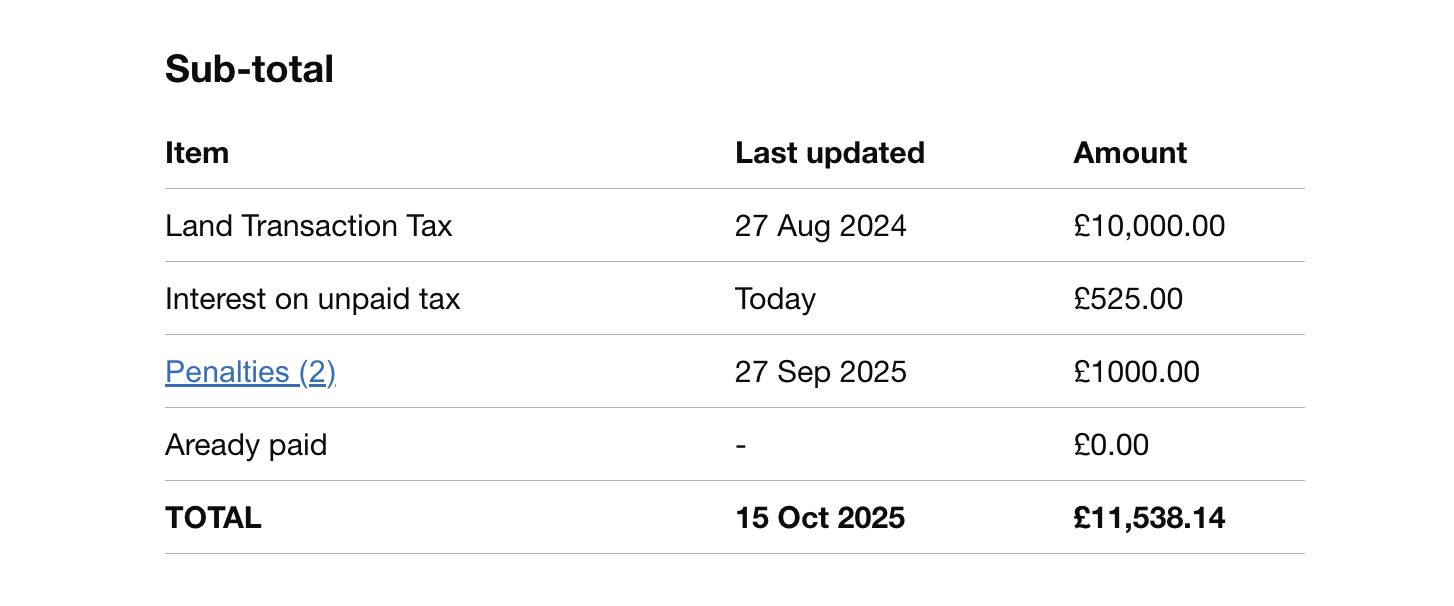 Sub-total
Item Last updated Amount
Land Transaction Tax 27 Aug 2024 £10,000.00
Interest on unpaid tax Today £525.00
Penalties (2) 27 Sep 2025 £1000.00
Aready paid - £0.00
TOTAL 15 Oct 2025 £11,538.14